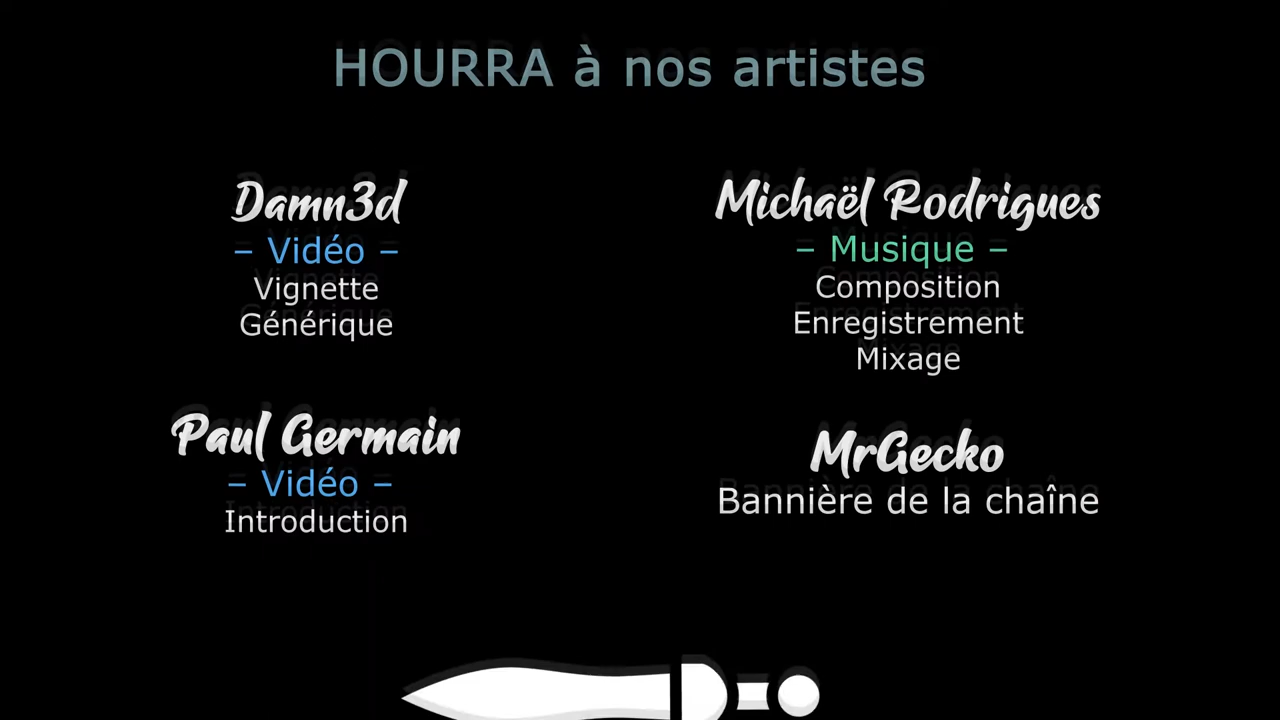 HOURRA à nos artistes
Damn3d
– Vidéo –
Vignette
Générique
Michaël Rodrigues
– Musique –
Composition
Enregistrement
Mixage
Paul Germain
– Vidéo –
Introduction
MrGecko
Bannière de la chaîne